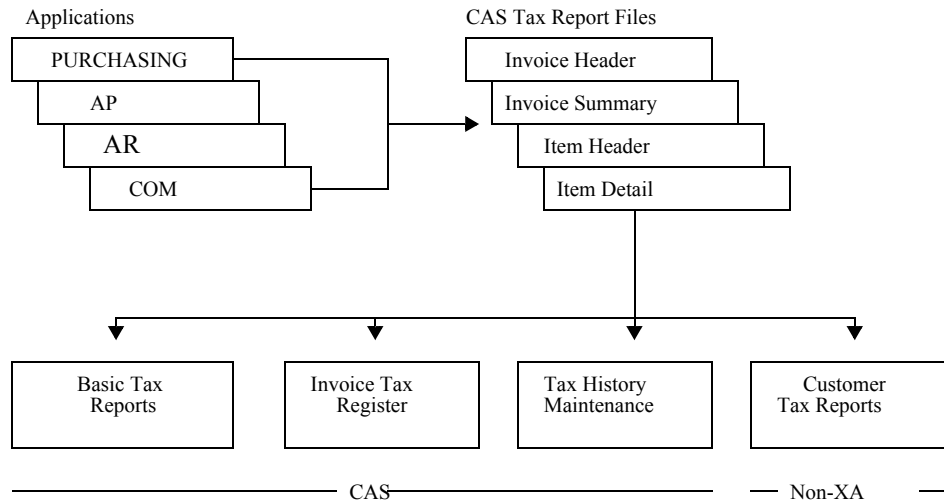 Applications
CAS Tax Report Files
PURCHASING
AP
AR
COM
Invoice Header
Invoice Summary
Item Header
Item Detail
Basic Tax
Reports
Invoice Tax
Register
Tax History
Maintenance
Customer
Tax Reports
CAS
Non-XA